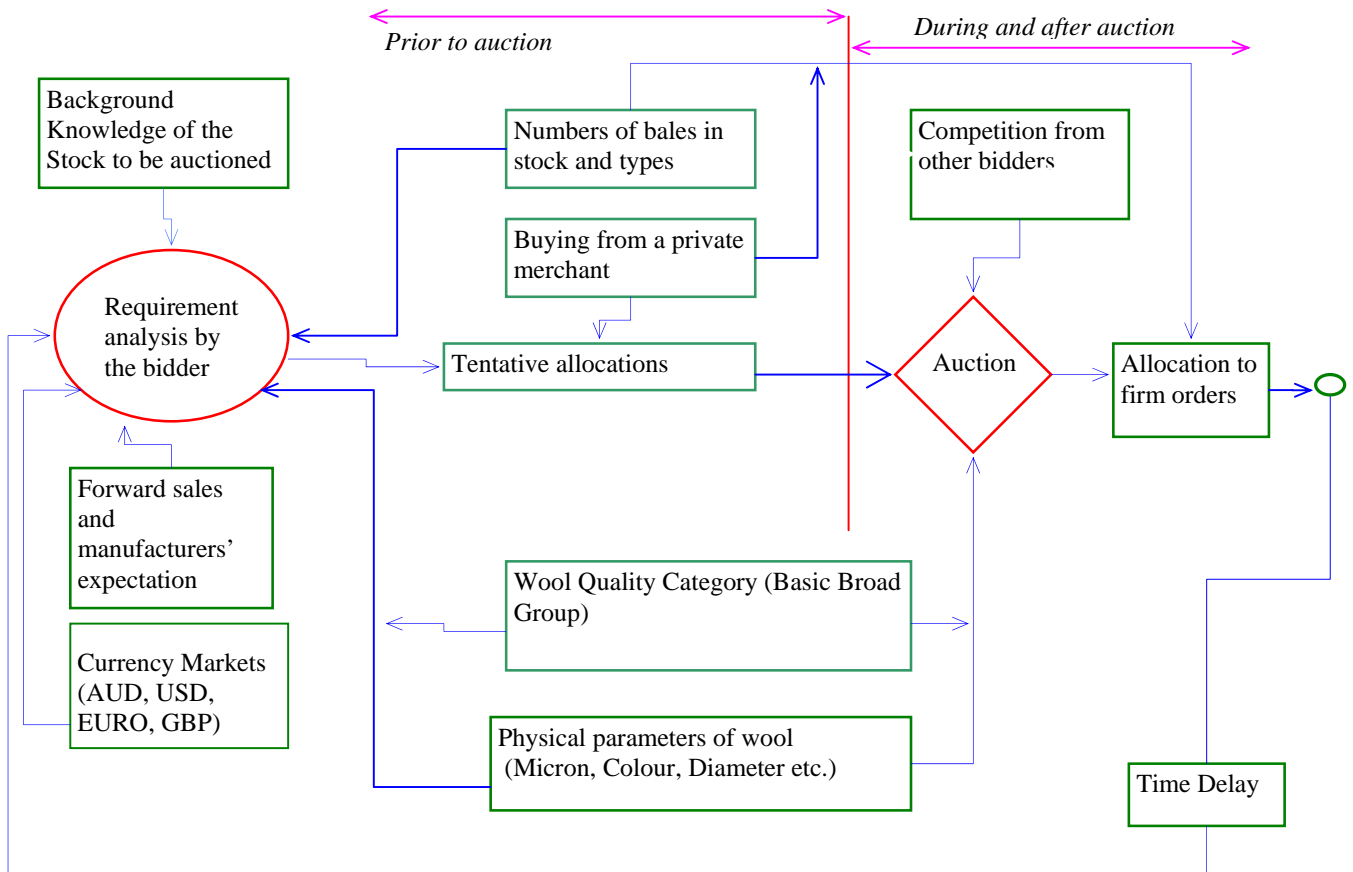 Prior to auction
During and after auction
Background
Knowledge of the
Stock to be auctioned
Numbers of bales in
stock and types
Competition from
other bidders
Buying from a private
merchant
Requirement
analysis by
the bidder
Tentative allocations
Auction
Allocation to
firm orders
Forward sales
and
manufacturers’
expectation
Wool Quality Category (Basic Broad
Group)
Currency Markets
(AUD, USD,
EURO, GBP)
Physical parameters of wool
(Micron, Colour, Diameter etc.)
Time Delay